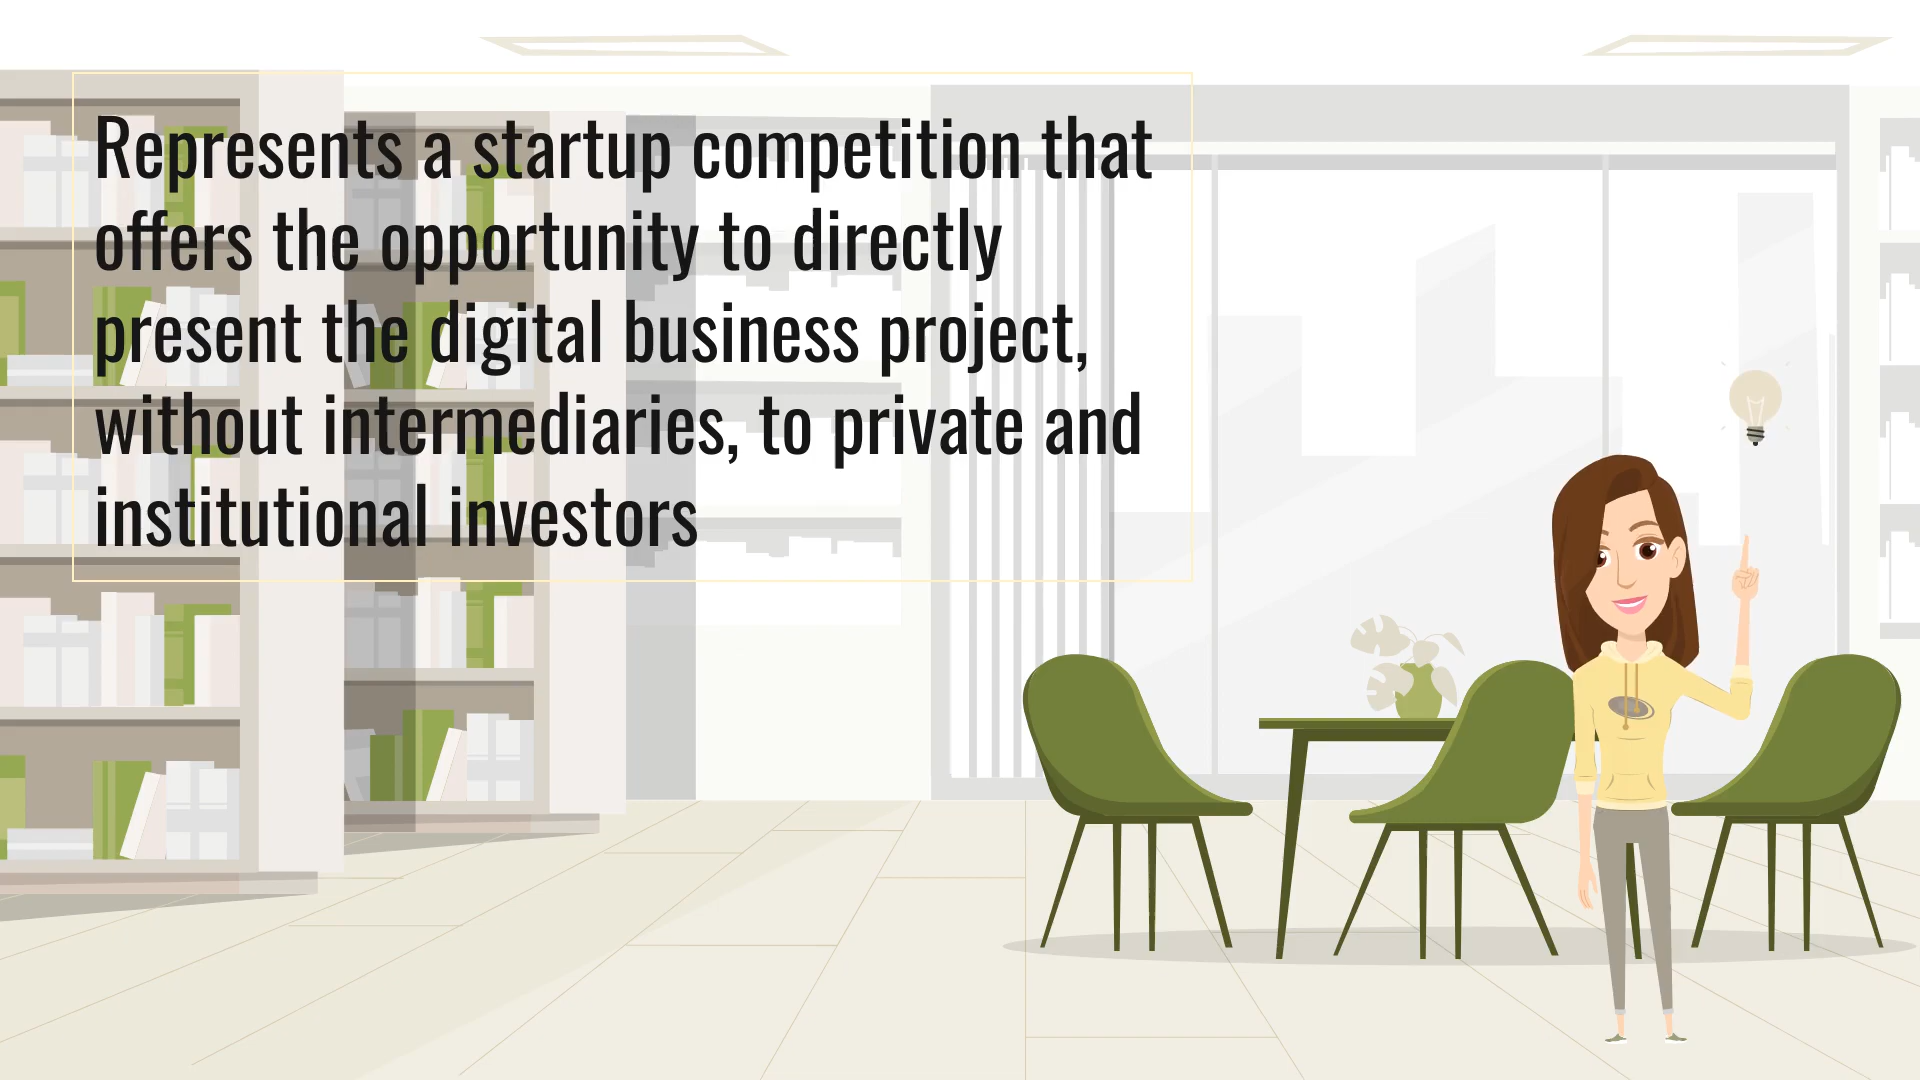 Represents a startup competition that
offers the opportunity to directly
present the digital business project,
without intermediaries, to private and
institutional investors